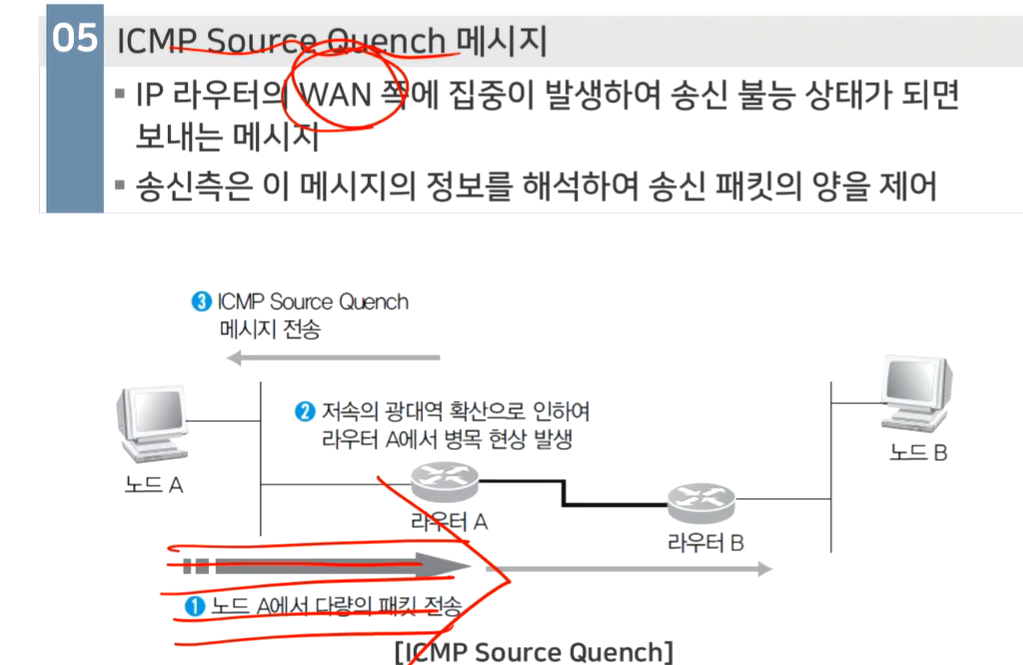 05 ICMP Source Quench 메시지
▪ IP 라우터의 WAN 쪽에 집중이 발생하여 송신 불능 상태가 되면
보내는 메시지
▪ 송신측은 이 메시지의 정보를 해석하여 송신 패킷의 양을 제어
❸ ICMP Source Quench
메시지 전송
❷ 저속의 광대역 확산으로 인하여
라우터 A에서 병목 현상 발생
노드 A
노드 B
라우터 A
라우터 B
❶ 노드 A에서 다량의 패킷 전송
[ICMP Source Quench]